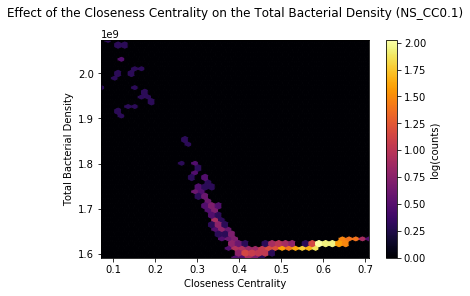 Effect of the Closeness Centrality on the Total Bacterial Density (NS_CC0.1)
1e9
2.0
1.9
1.8
1.7
1.6
Total Bacterial Density
0.1 0.2 0.3 0.4 0.5 0.6 0.7
Closeness Centrality
2.00
1.75
1.50
1.25
1.00
0.75
0.50
0.25
0.00
log(counts)